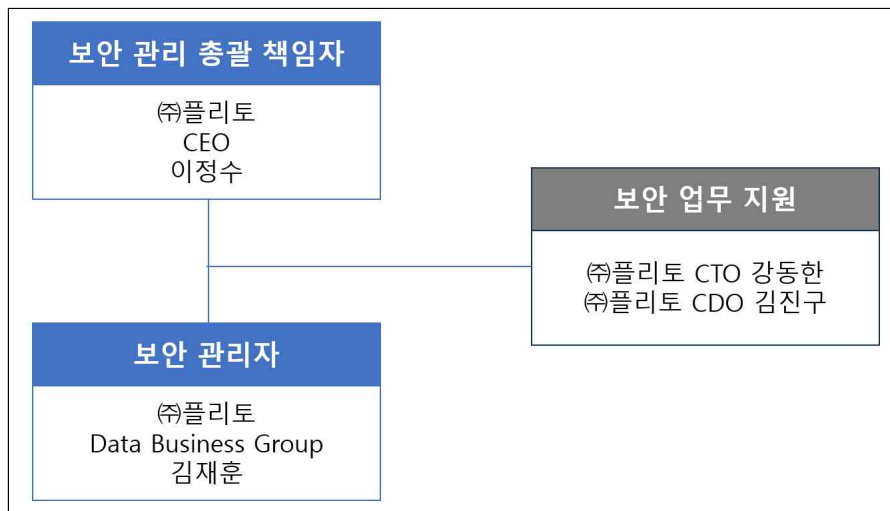 보안 관리 총괄 책임자
㈜플리토
CEO
이정수
보안 업무 지원
㈜플리토 CTO 강동한
㈜플리토 CDO 김진구
보안 관리자
㈜플리토
Data Business Group
김재훈